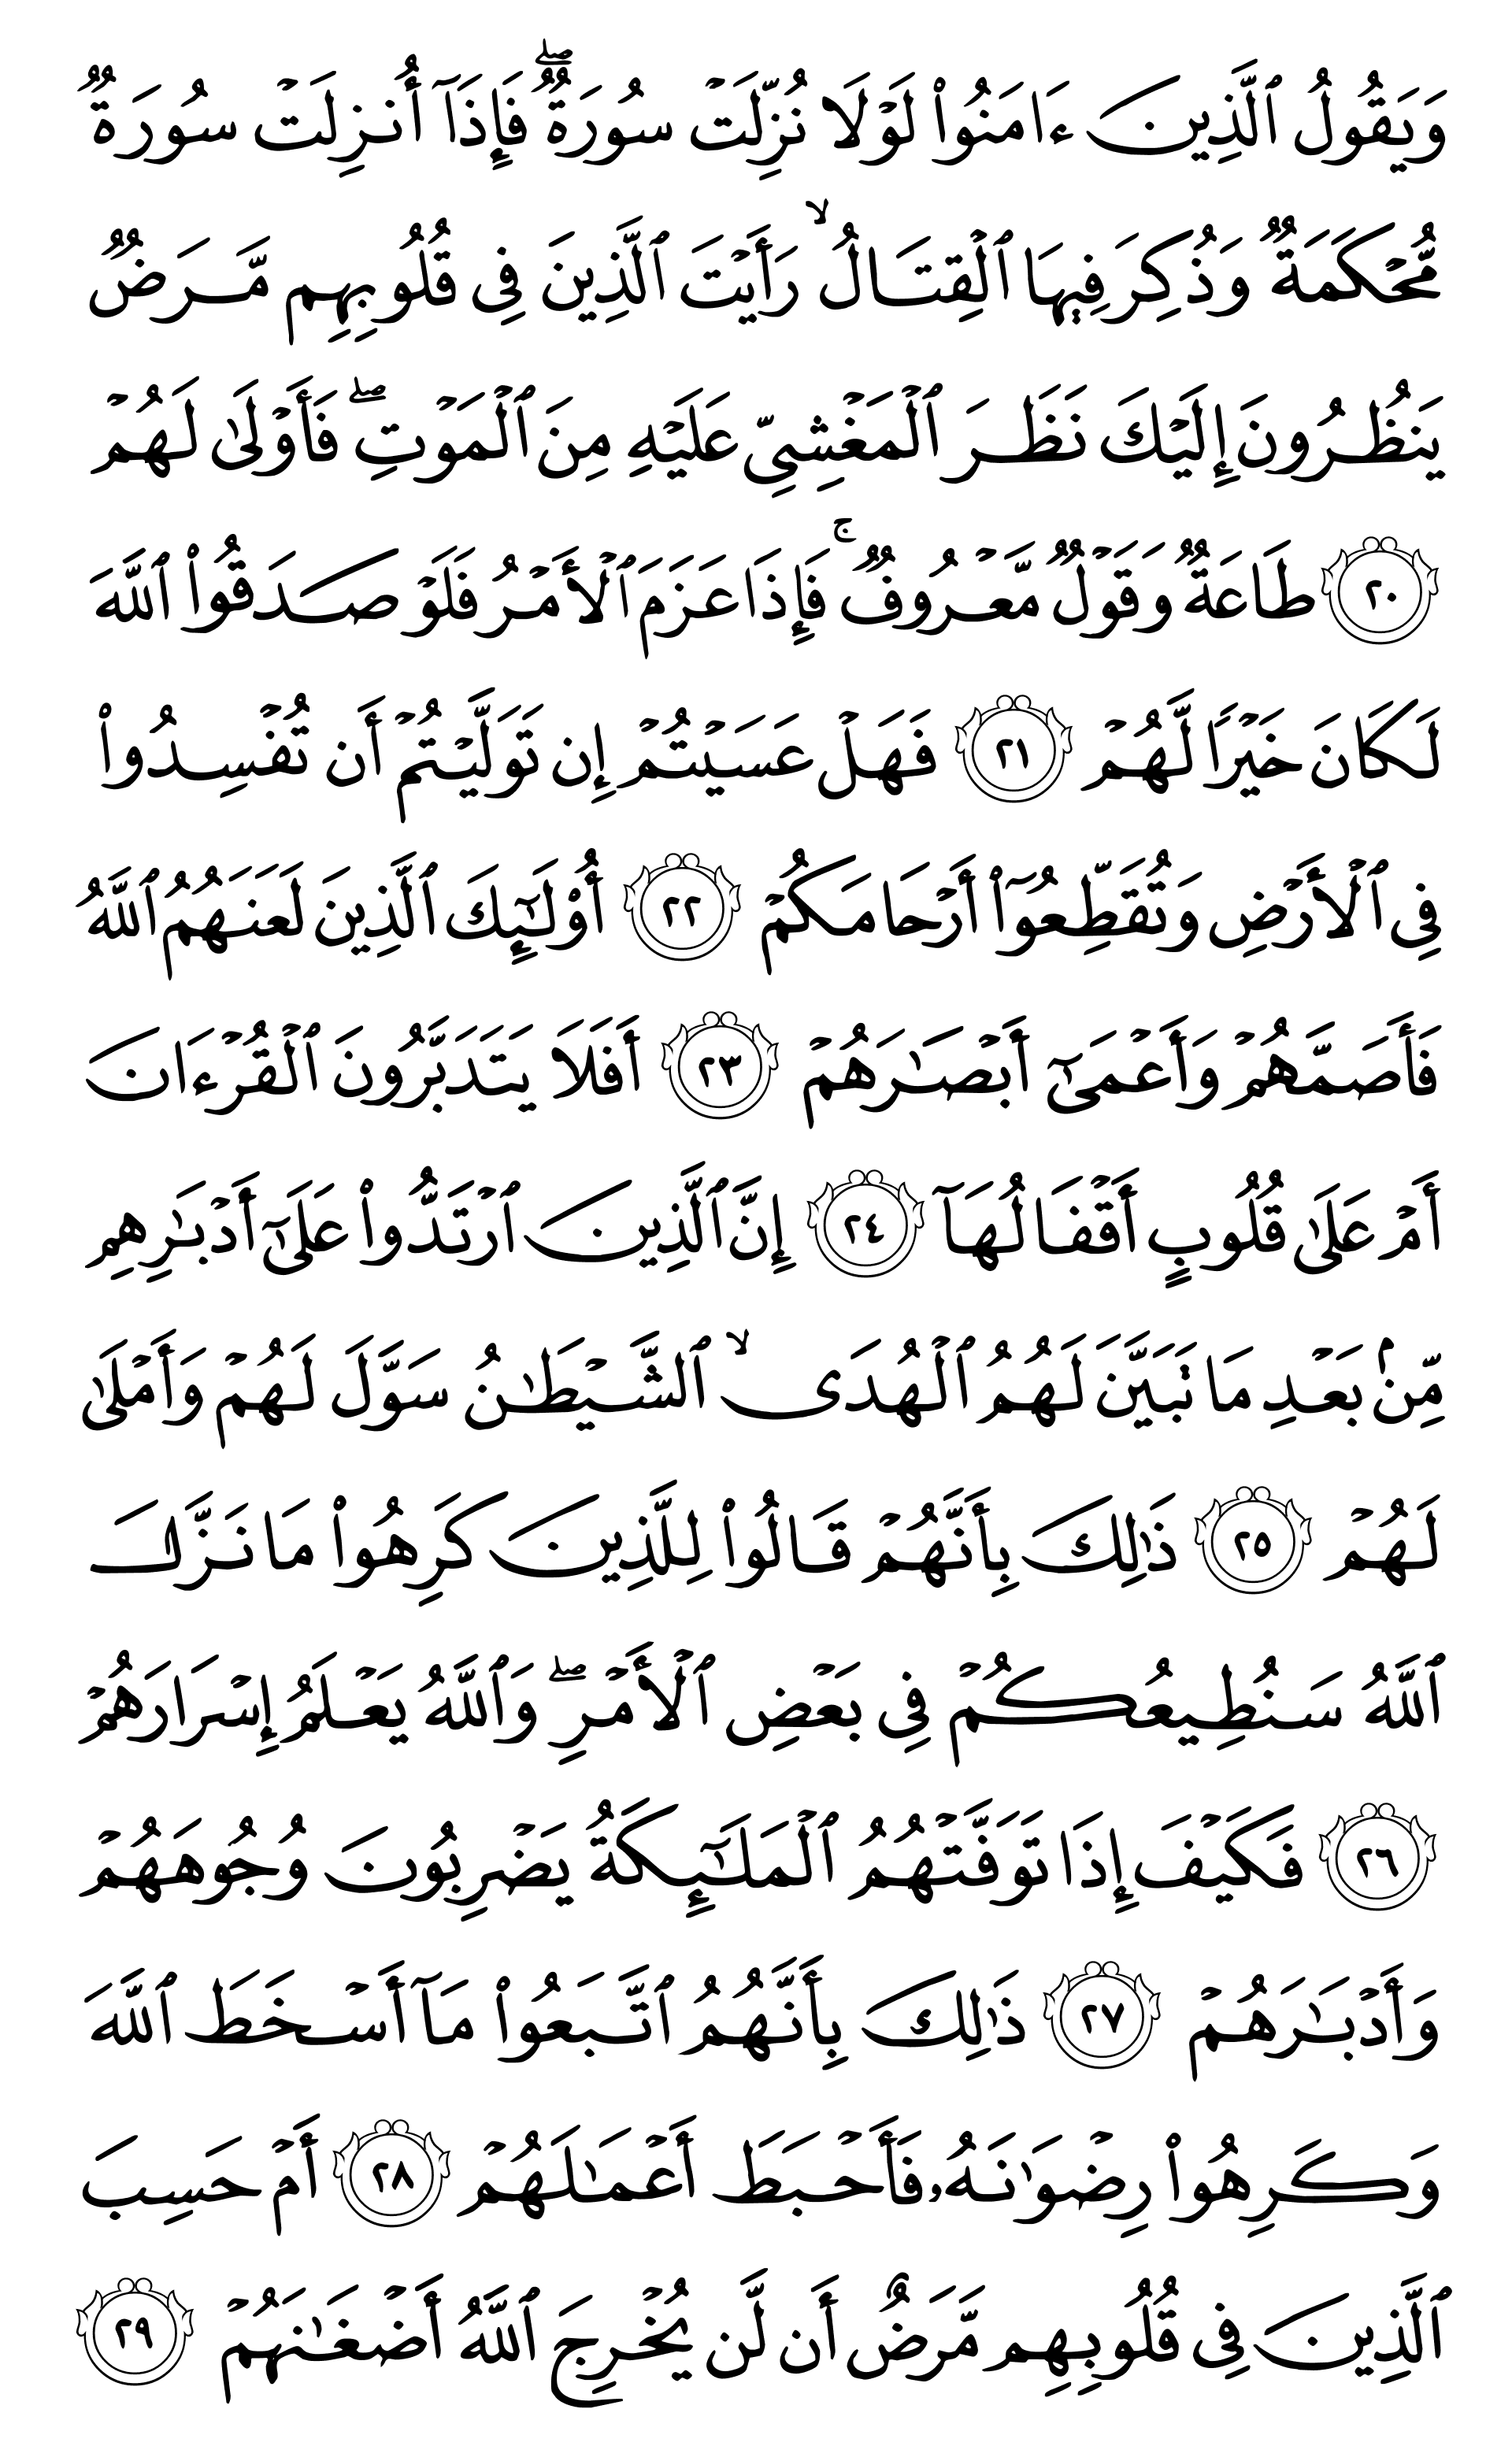 وَيَقُولُ ٱلَّذِينَ ءَامَنُوا۟ لَوْلَا نُزِّلَتْ سُورَةٌۖ فَإِذَآ أُنزِلَتْ سُورَةٌ
مُّحْكَمَةٌ وَذُكِرَ فِيهَا ٱلْقِتَالُۙ رَأَيْتَ ٱلَّذِينَ فِى قُلُوبِهِم مَّرَضٌ
يَنظُرُونَ إِلَيْكَ نَظَرَ ٱلْمَغْشِىِّ عَلَيْهِ مِنَ ٱلْمَوْتِۖ فَأَوْلَىٰ لَهُمْ
٢٠ طَاعَةٌ وَقَوْلٌ مَّعْرُوفٌۚ فَإِذَا عَزَمَ ٱلْأَمْرُ فَلَوْ صَدَقُوا۟ ٱللَّهَ
لَكَانَ خَيْرًا لَّهُمْ ٢١ فَهَلْ عَسَيْتُمْ إِن تَوَلَّيْتُمْ أَن تُفْسِدُوا۟
فِى ٱلْأَرْضِ وَتُقَطِّعُوٓا۟ أَرْحَامَكُمْ ٢٢ أُو۟لَـٰٓئِكَ ٱلَّذِينَ لَعَنَهُمُ ٱللَّهُ
فَأَصَمَّهُمْ وَأَعْمَىٰٓ أَبْصَـٰرَهُمْ ٢٣ أَفَلَا يَتَدَبَّرُونَ ٱلْقُرْءَانَ
أَمْ عَلَىٰ قُلُوبٍ أَقْفَالُهَآ ٢٤ إِنَّ ٱلَّذِينَ ٱرْتَدُّوا۟ عَلَىٰٓ أَدْبَـٰرِهِم
مِّنۢ بَعْدِ مَا تَبَيَّنَ لَهُمُ ٱلْهُدَىۙ ٱلشَّيْطَـٰنُ سَوَّلَ لَهُمْ وَأَمْلَىٰ
لَهُمْ ٢٥ ذَٰلِكَ بِأَنَّهُمْ قَالُوا۟ لِلَّذِينَ كَرِهُوا۟ مَا نَزَّلَ
ٱللَّهُ سَنُطِيعُكُمْ فِى بَعْضِ ٱلْأَمْرِۖ وَٱللَّهُ يَعْلَمُ إِسْرَارَهُمْ
٢٦ فَكَيْفَ إِذَا تَوَفَّتْهُمُ ٱلْمَلَـٰٓئِكَةُ يَضْرِبُونَ وُجُوهَهُمْ
وَأَدْبَـٰرَهُمْ ٢٧ ذَٰلِكَ بِأَنَّهُمُ ٱتَّبَعُوا۟ مَآ أَسْخَطَ ٱللَّهَ
وَكَرِهُوا۟ رِضْوَٰنَهُۥ فَأَحْبَطَ أَعْمَـٰلَهُمْ ٢٨ أَمْ حَسِبَ
ٱلَّذِينَ فِى قُلُوبِهِم مَّرَضٌ أَن لَّن يُخْرِجَ ٱللَّهُ أَضْغَـٰنَهُمْ ٢٩